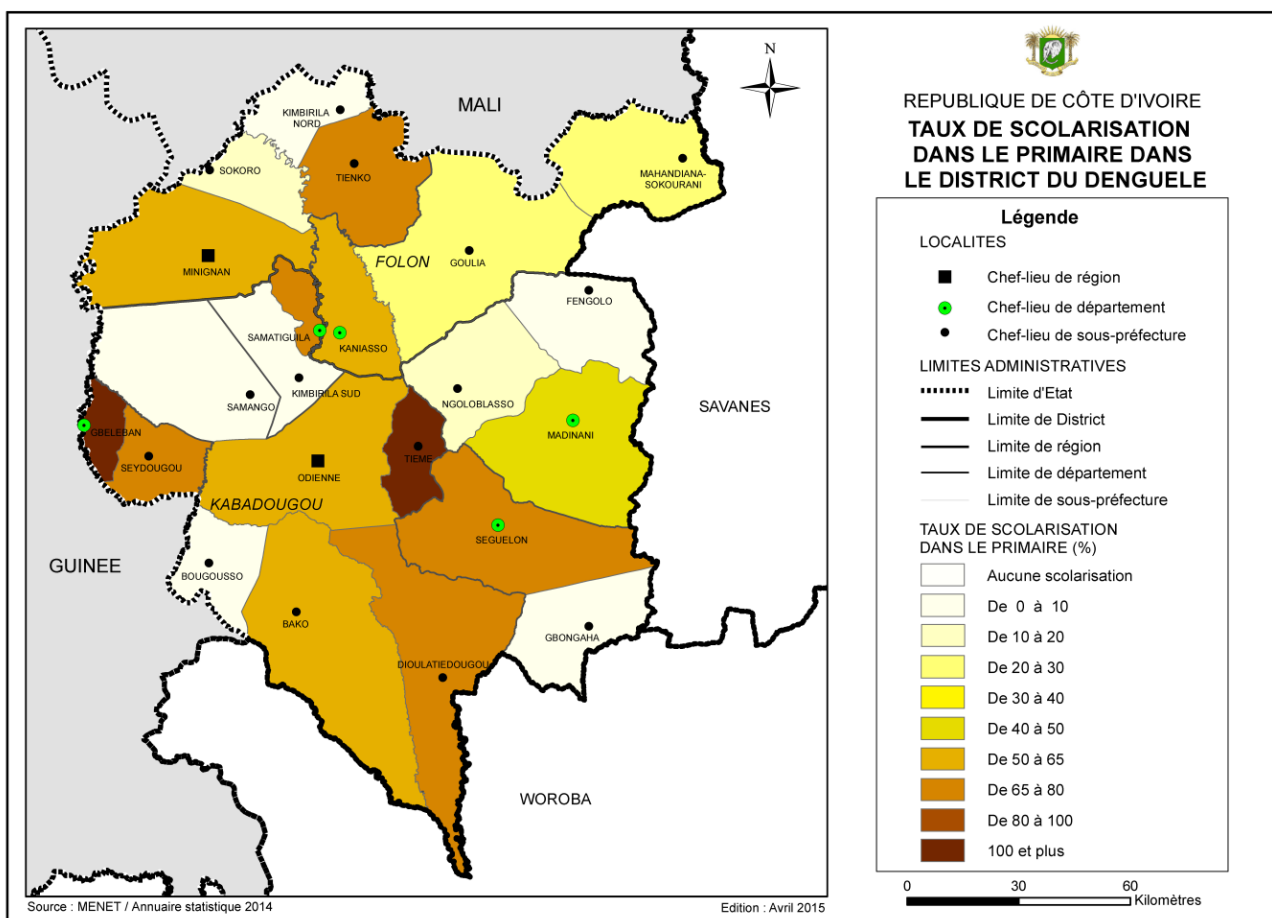 N
MALI
KIMBIRILA
NORD
SOKORO
TIENKO
MAHANDIANA-
SOKOURANI
MINIGNAN
FOLON
GOULIA
FENGOLO
SAMATIGUILA
KANIASSO
KIMBIRILA SUD
SAMANGO
NGOLOBLASSO
SAVANES
MADINANI
GBELEBAN
SEYDOUGOU
ODIENNE
TIEME
KABADOUGOU
SEGUELON
GUINEE
BOUGOUSSO
BAKO
GBONGAHA
DIOULATIEDOUGOU
WOROBA
Source : MENET / Annuaire statistique 2014
Edition : Avril 2015
REPUBLIQUE DE CÔTE D'IVOIRE
TAUX DE SCOLARISATION
DANS LE PRIMAIRE DANS
LE DISTRICT DU DENGUELE
Légende
LOCALITES
Chef-lieu de région
Chef-lieu de département
Chef-lieu de sous-préfecture
LIMITES ADMINISTRATIVES
Limite d'Etat
Limite de District
Limite de région
Limite de département
Limite de sous-préfecture
TAUX DE SCOLARISATION
DANS LE PRIMAIRE (%)
Aucune scolarisation
De 0 à 10
De 10 à 20
De 20 à 30
De 30 à 40
De 40 à 50
De 50 à 65
De 65 à 80
De 80 à 100
100 et plus
0 30 60
Kilomètres